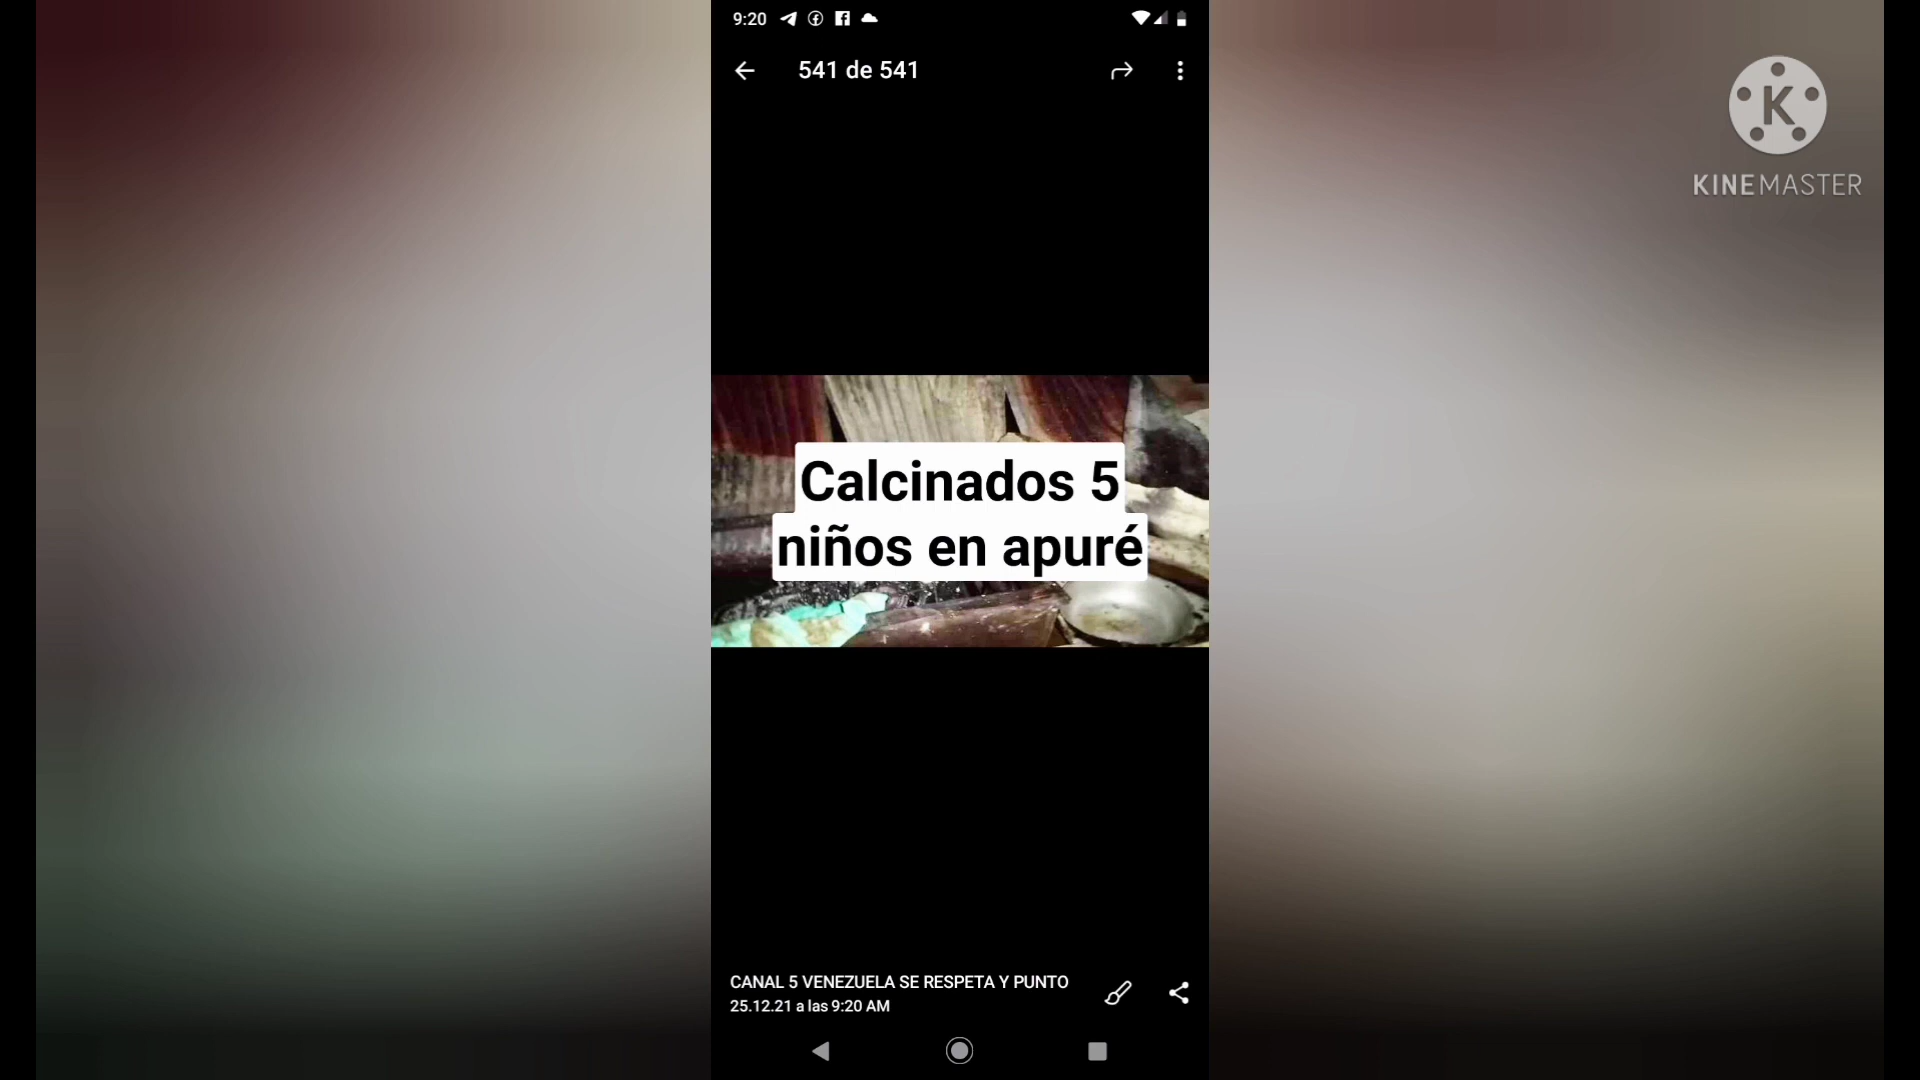 9:20
541 de 541
KINEMASTER
Calcinados 5
niños en apuré
CANAL 5 VENEZUELA SE RESPETA Y PUNTO
25.12.21 a las 9:20 AM